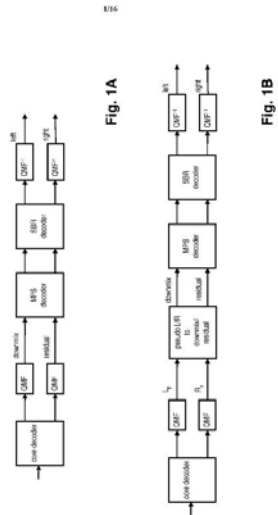 1/16
Fig. 1A
core decoder
downmix
residual
QMF
QMF
MPS
decoder
SBR
decoder
QMF⁻¹
QMF⁻¹
left
right
Fig. 1B
core decoder
QMF
QMF
pseudo L/R
to
downmix/
residual
downmix
residual
MPS
decoder
SBR
decoder
QMF⁻¹
QMF⁻¹
left
right